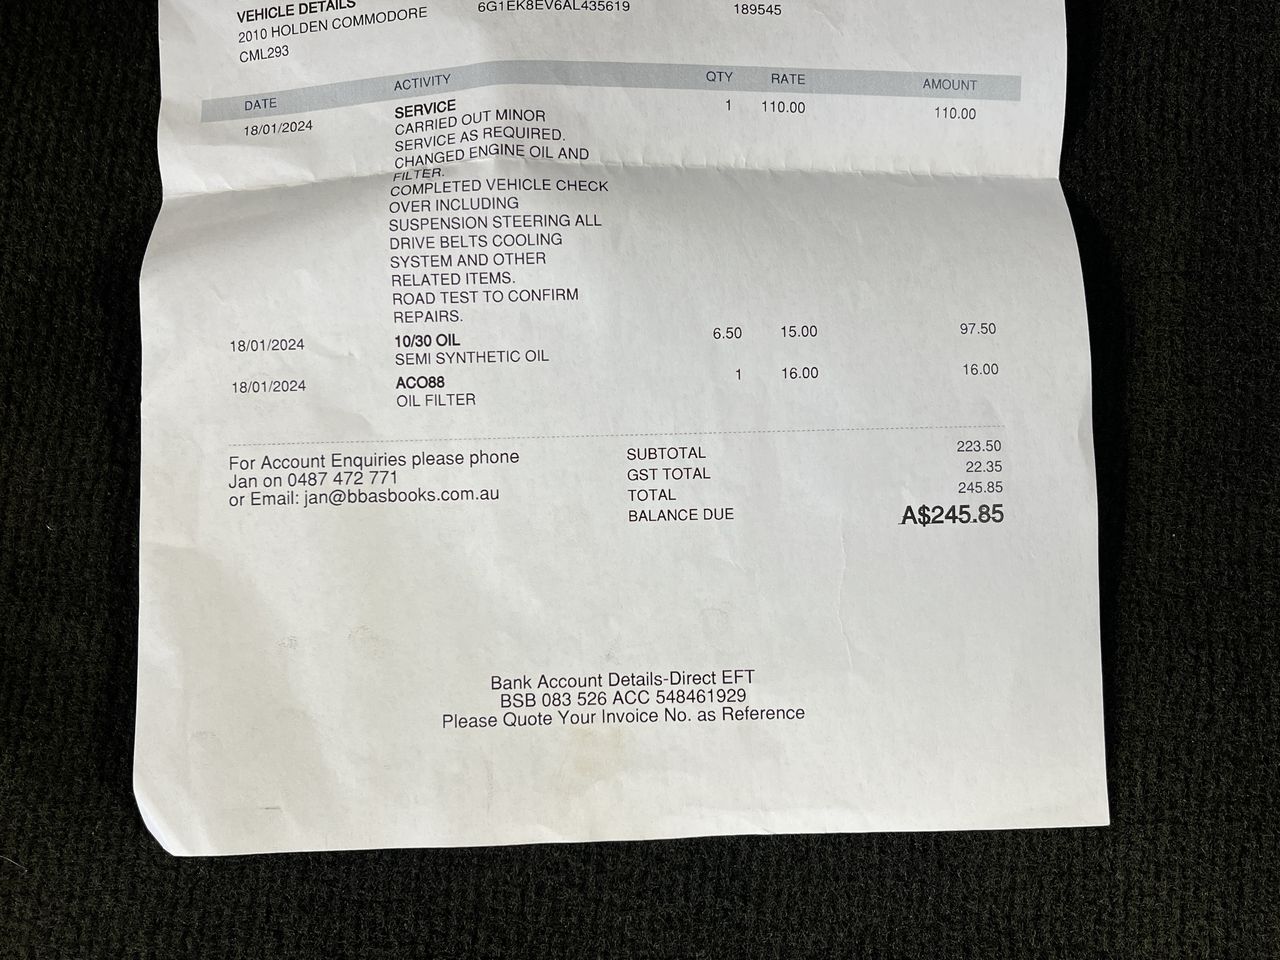 VEHICLE DETAILS
2010 HOLDEN COMMODORE 6G1EK8EV6AL435619 189545
CML293
DATE ACTIVITY QTY RATE AMOUNT
18/01/2024 SERVICE 1 110.00 110.00
CARRIED OUT MINOR
SERVICE AS REQUIRED.
CHANGED ENGINE OIL AND
FILTER.
COMPLETED VEHICLE CHECK
OVER INCLUDING
SUSPENSION STEERING ALL
DRIVE BELTS COOLING
SYSTEM AND OTHER
RELATED ITEMS.
ROAD TEST TO CONFIRM
REPAIRS.
18/01/2024 10/30 OIL 6.50 15.00 97.50
SEMI SYNTHETIC OIL
18/01/2024 ACO88 1 16.00 16.00
OIL FILTER
For Account Enquiries please phone
Jan on 0487 472 771
or Email: jan@bbasbooks.com.au
SUBTOTAL 223.50
GST TOTAL 22.35
TOTAL 245.85
BALANCE DUE A$245.85
Bank Account Details-Direct EFT
BSB 083 526 ACC 548461929
Please Quote Your Invoice No. as Reference